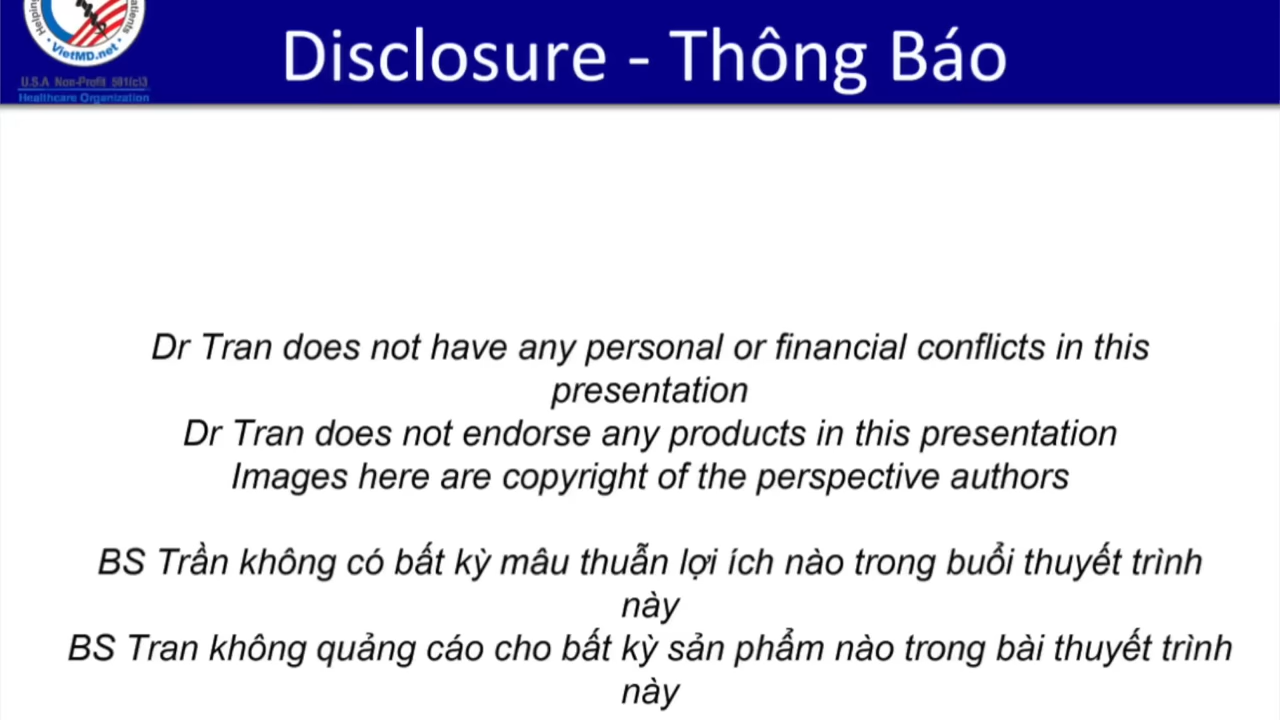 Helping
atients
VietMD.net
U.S.A Non-Profit 501(c)3
Healthcare Organization
Disclosure - Thông Báo
Dr Tran does not have any personal or financial conflicts in this
presentation
Dr Tran does not endorse any products in this presentation
Images here are copyright of the perspective authors
BS Trần không có bất kỳ mâu thuẫn lợi ích nào trong buổi thuyết trình
này
BS Tran không quảng cáo cho bất kỳ sản phẩm nào trong bài thuyết trình
này